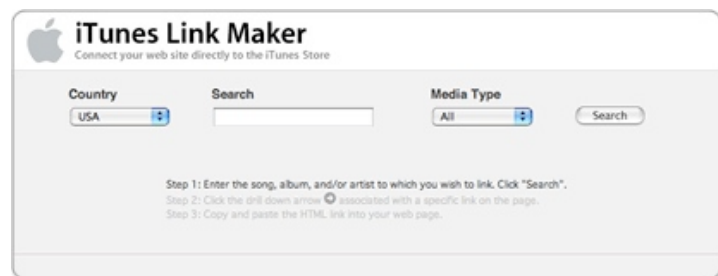 iTunes Link Maker
Connect your web site directly to the iTunes Store
Country Search Media Type
USA All Search
Step 1: Enter the song, album, and/or artist to which you wish to link. Click "Search".
Step 2: Click the drill down arrow associated with a specific link on the page.
Step 3: Copy and paste the HTML link into your web page.